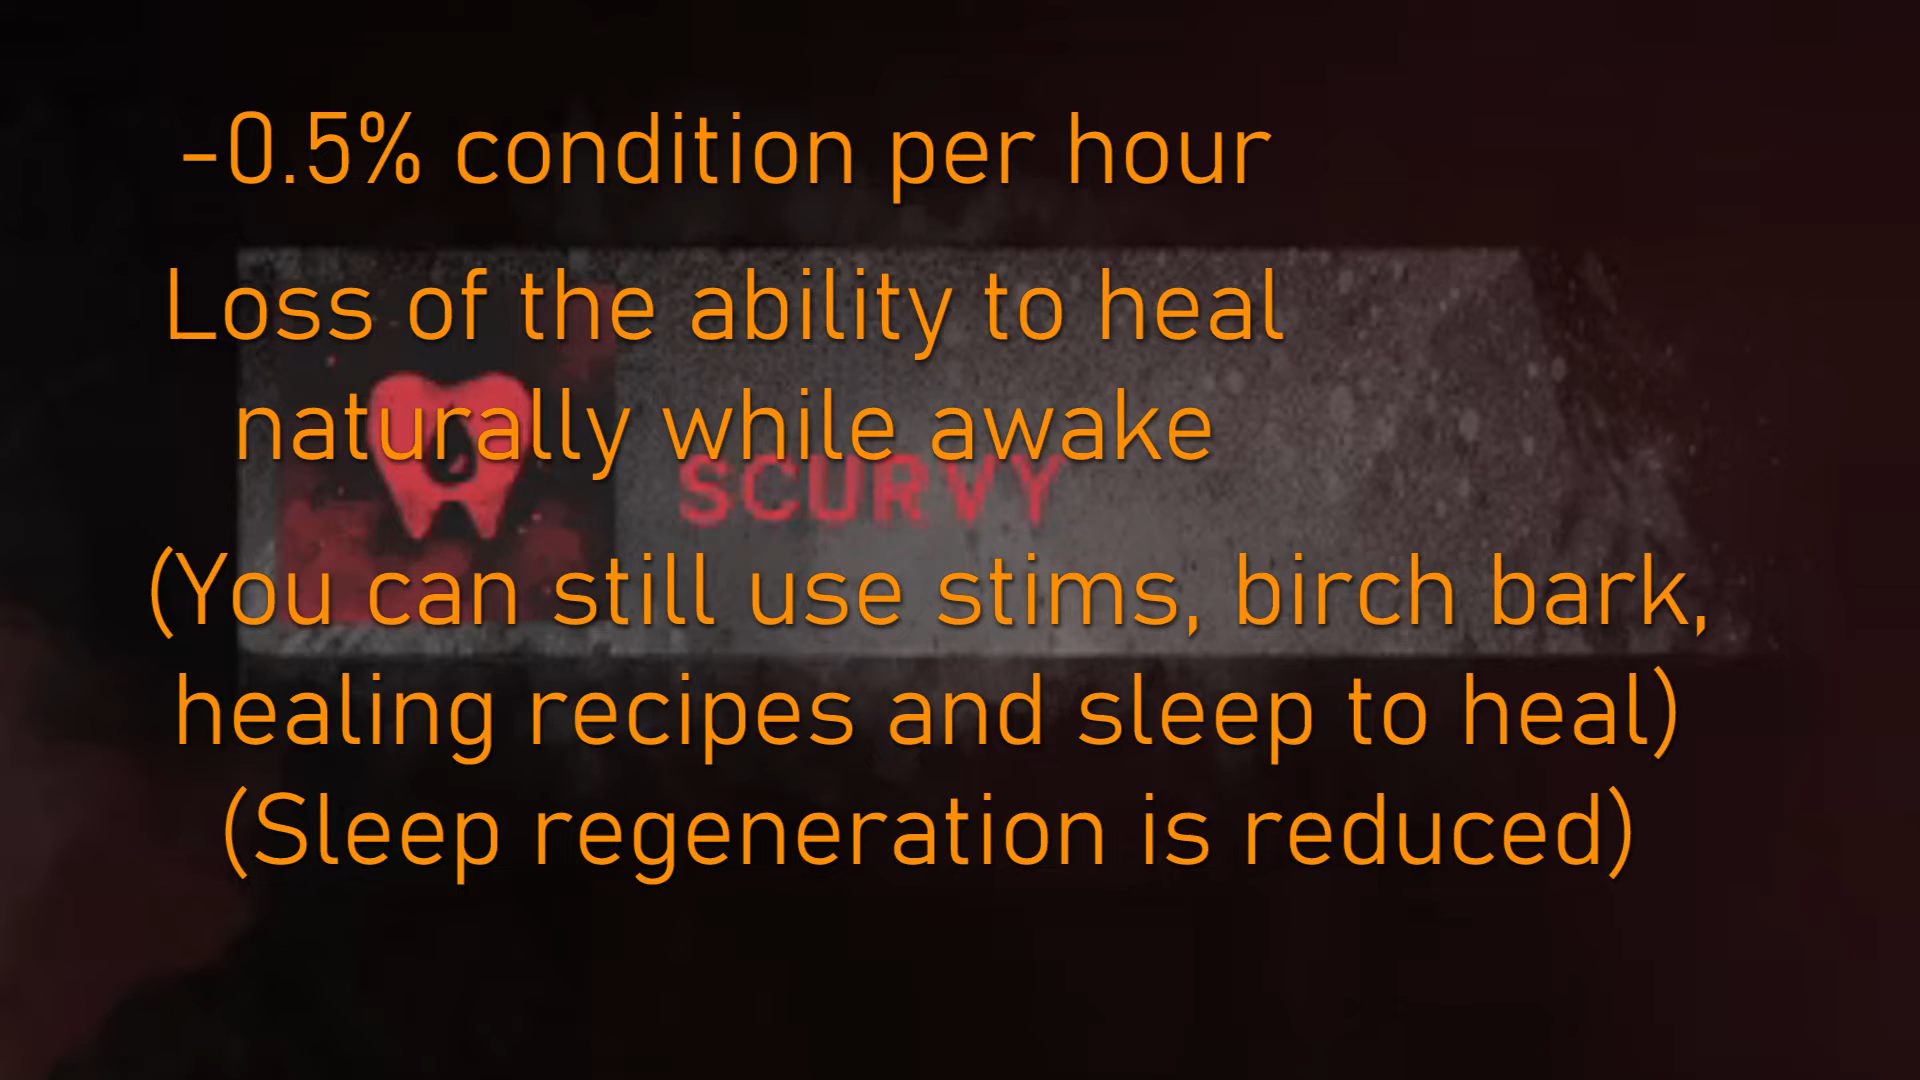 -0.5% condition per hour
Loss of the ability to heal
naturally while awake
SCURVY
(You can still use stims, birch bark,
healing recipes and sleep to heal)
(Sleep regeneration is reduced)